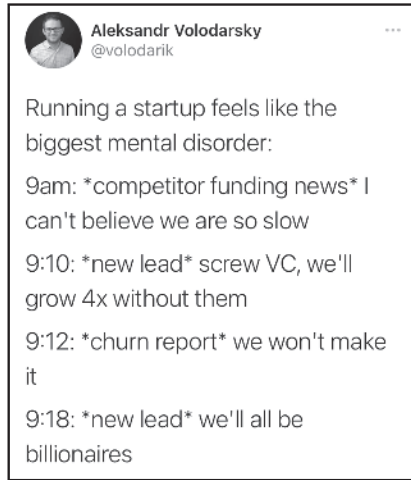 Aleksandr Volodarsky
@volodarik
Running a startup feels like the
biggest mental disorder:
9am: *competitor funding news* I
can't believe we are so slow
9:10: *new lead* screw VC, we'll
grow 4x without them
9:12: *churn report* we won't make
it
9:18: *new lead* we'll all be
billionaires